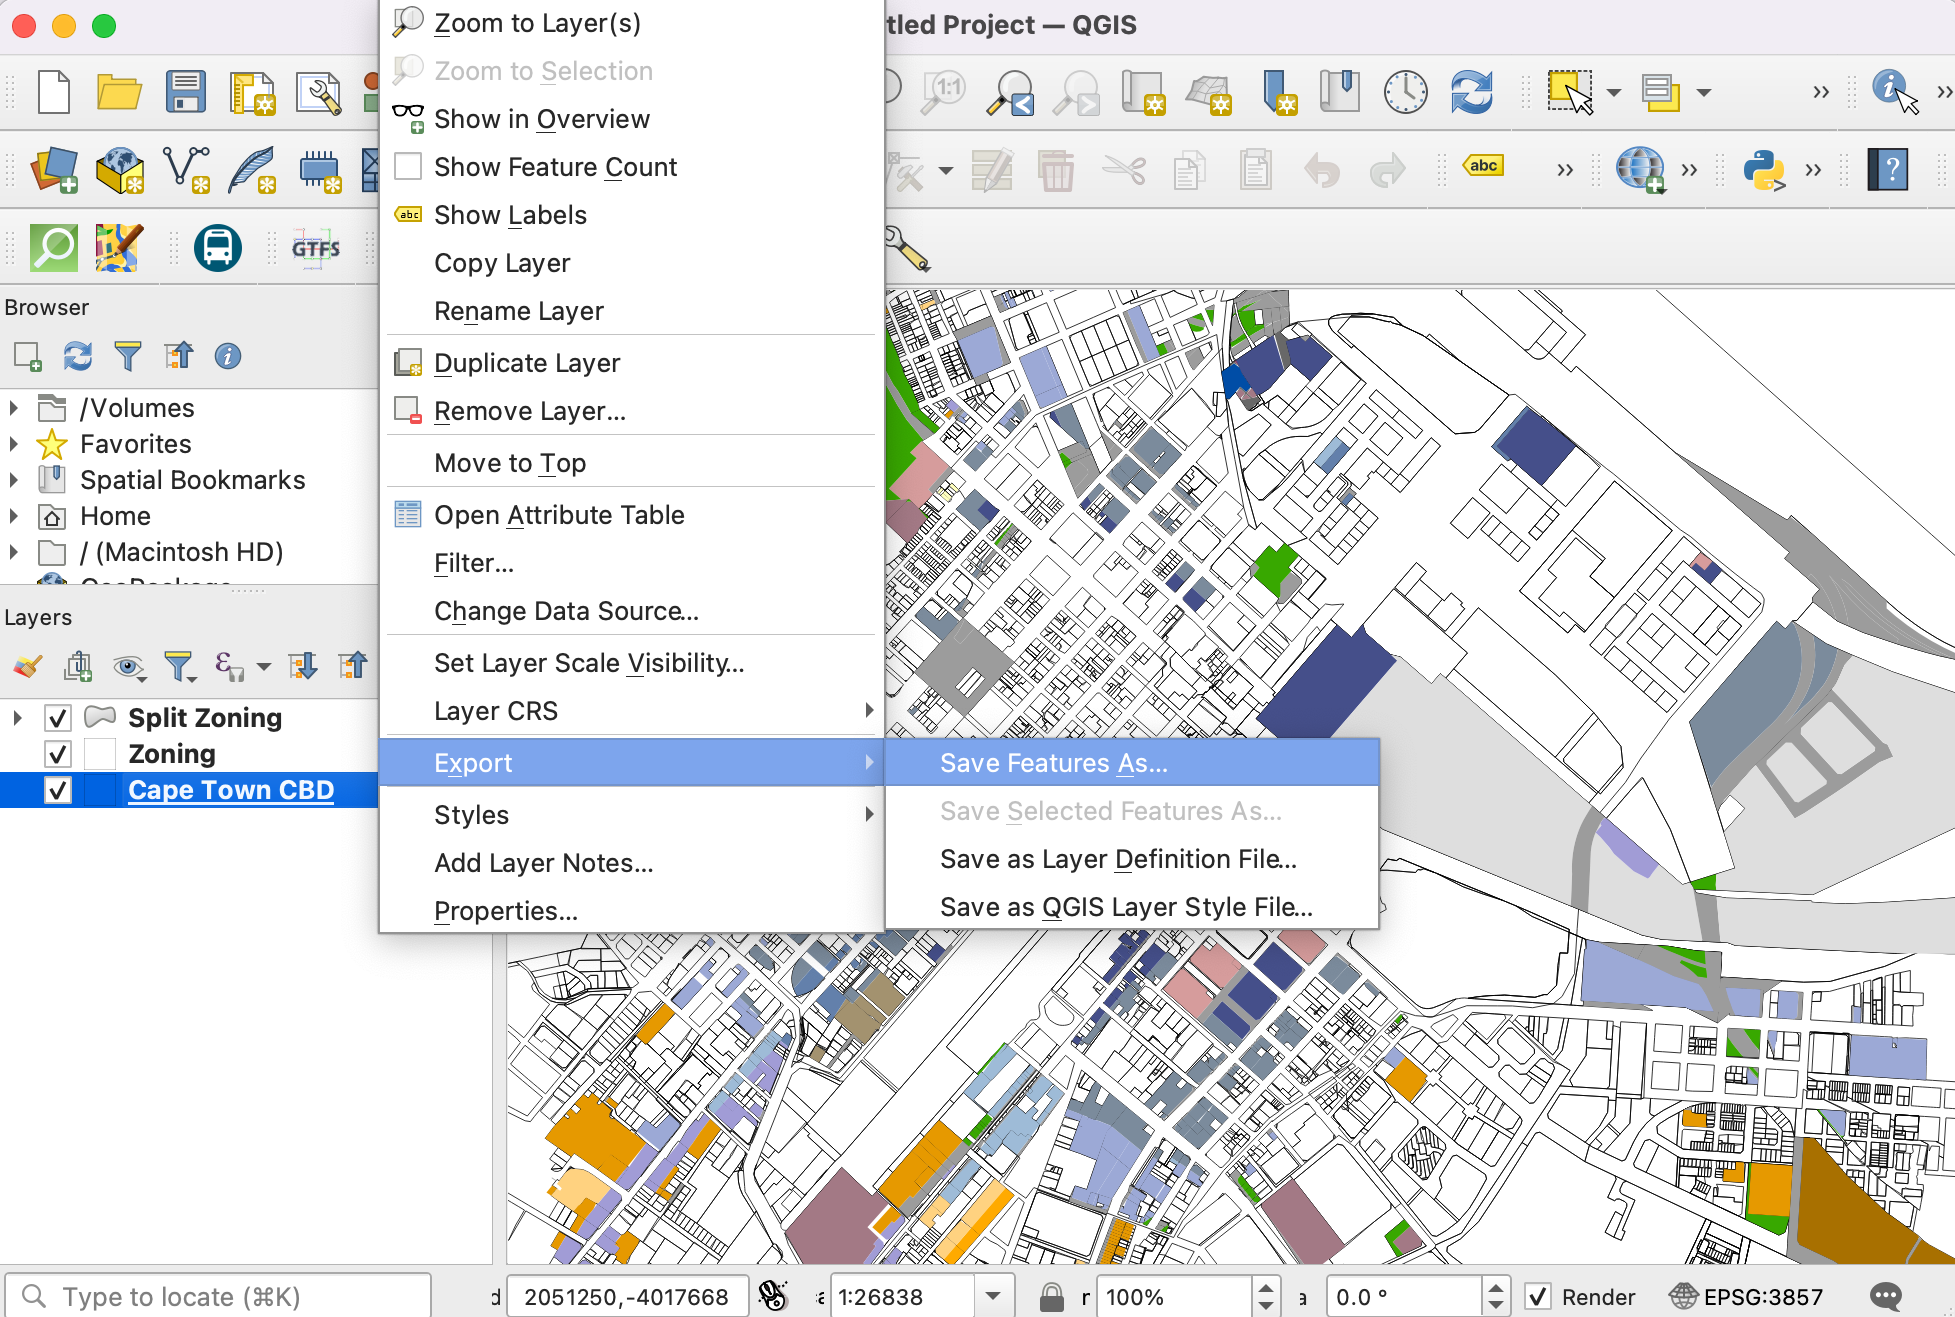 tled Project — QGIS
Zoom to Layer(s)
Zoom to Selection
Show in Overview
Show Feature Count
abc Show Labels
Copy Layer
Rename Layer
Duplicate Layer
Remove Layer...
Move to Top
Open Attribute Table
Filter...
Change Data Source...
Set Layer Scale Visibility...
Layer CRS
Export
Styles
Add Layer Notes...
Properties...
Save Features As...
Save Selected Features As...
Save as Layer Definition File...
Save as QGIS Layer Style File...
1:1
abc
GTFS
Browser
/Volumes
Favorites
Spatial Bookmarks
Home
/ (Macintosh HD)
Layers
Split Zoning
Zoning
Cape Town CBD
Type to locate (⌘K)
2051250,-4017668
1:26838
100%
0.0 °
Render
EPSG:3857